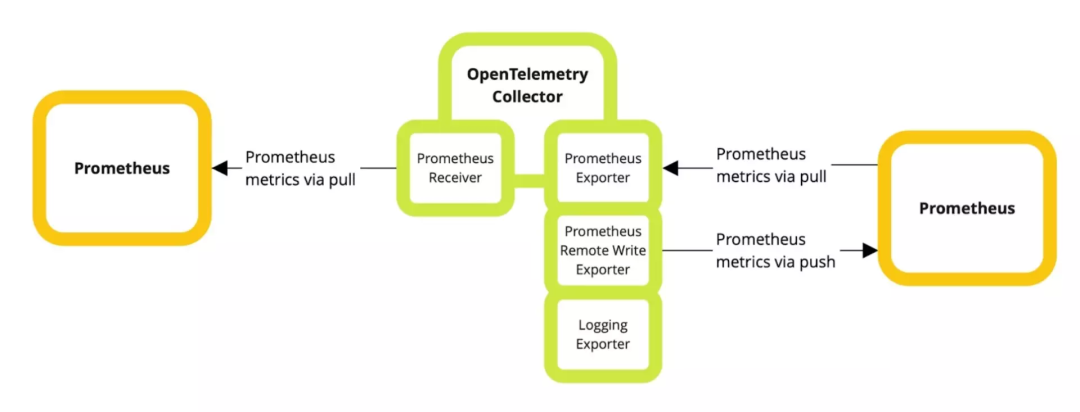 OpenTelemetry
Collector
Prometheus
Prometheus
metrics via pull
Prometheus
Receiver
Prometheus
Exporter
Prometheus
metrics via pull
Prometheus
Prometheus
Remote Write
Exporter
Prometheus
metrics via push
Logging
Exporter